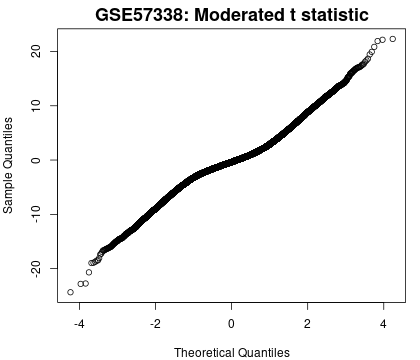 GSE57338: Moderated t statistic
Sample Quantiles
20
10
0
-10
-20
-4 -2 0 2 4
Theoretical Quantiles